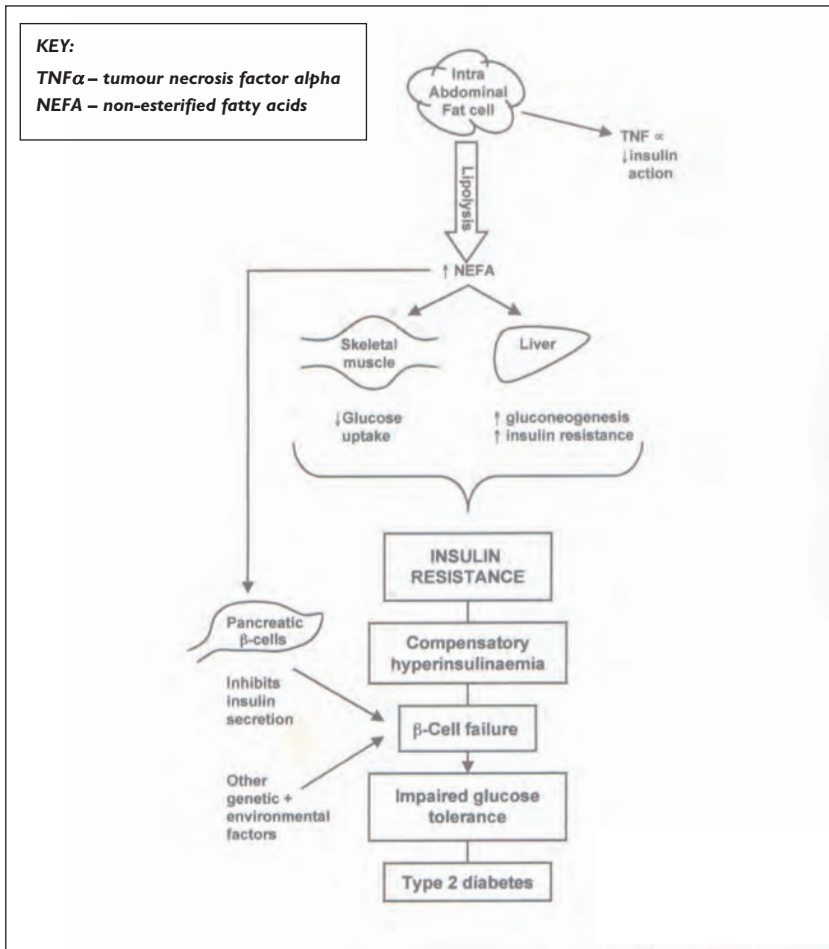 KEY:
TNFα – tumour necrosis factor alpha
NEFA – non-esterified fatty acids
Intra
Abdominal
Fat cell
TNF ∝
↓insulin
action
Lipolysis
↑ NEFA
Skeletal
muscle
Liver
↓Glucose
uptake
↑ gluconeogenesis
↑ insulin resistance
INSULIN
RESISTANCE
Pancreatic
β-cells
Compensatory
hyperinsulinaemia
Inhibits
insulin
secretion
β-Cell failure
Other
genetic +
environmental
factors
Impaired glucose
tolerance
Type 2 diabetes